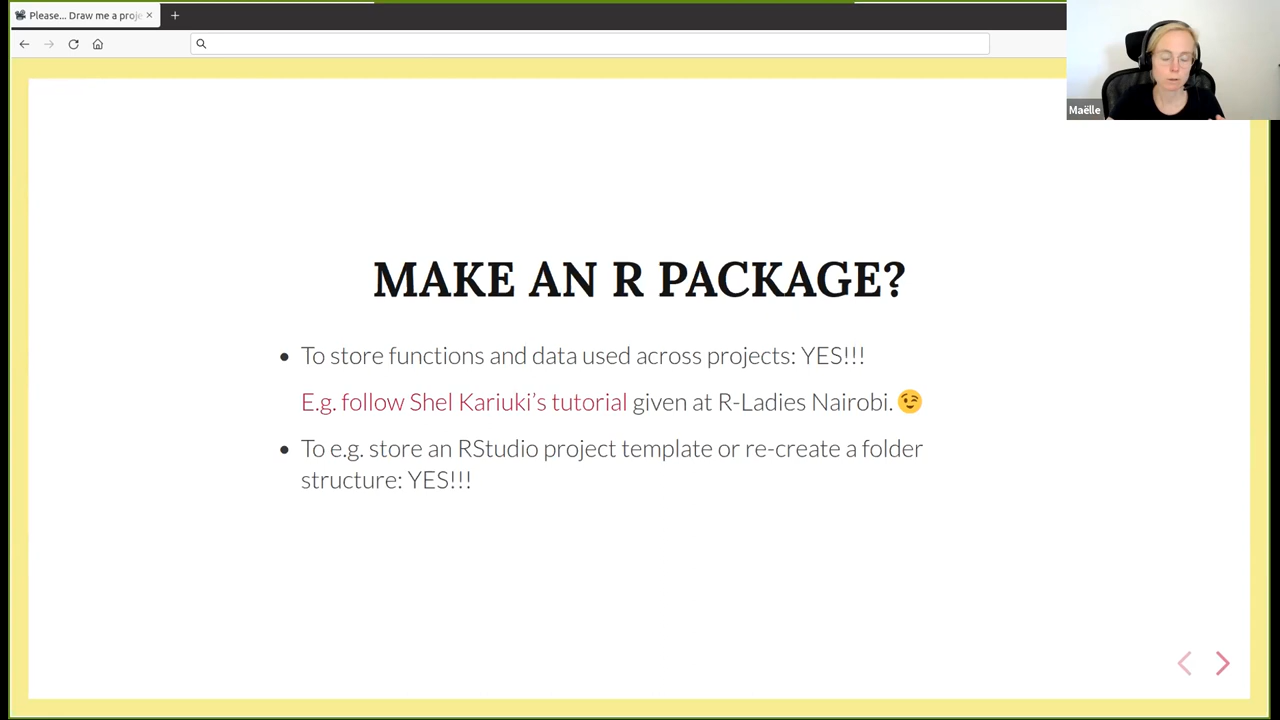 Please... Draw me a proje
Maëlle
MAKE AN R PACKAGE?
To store functions and data used across projects: YES!!!
E.g. follow Shel Kariuki’s tutorial given at R-Ladies Nairobi. 😉
To e.g. store an RStudio project template or re-create a folder
structure: YES!!!